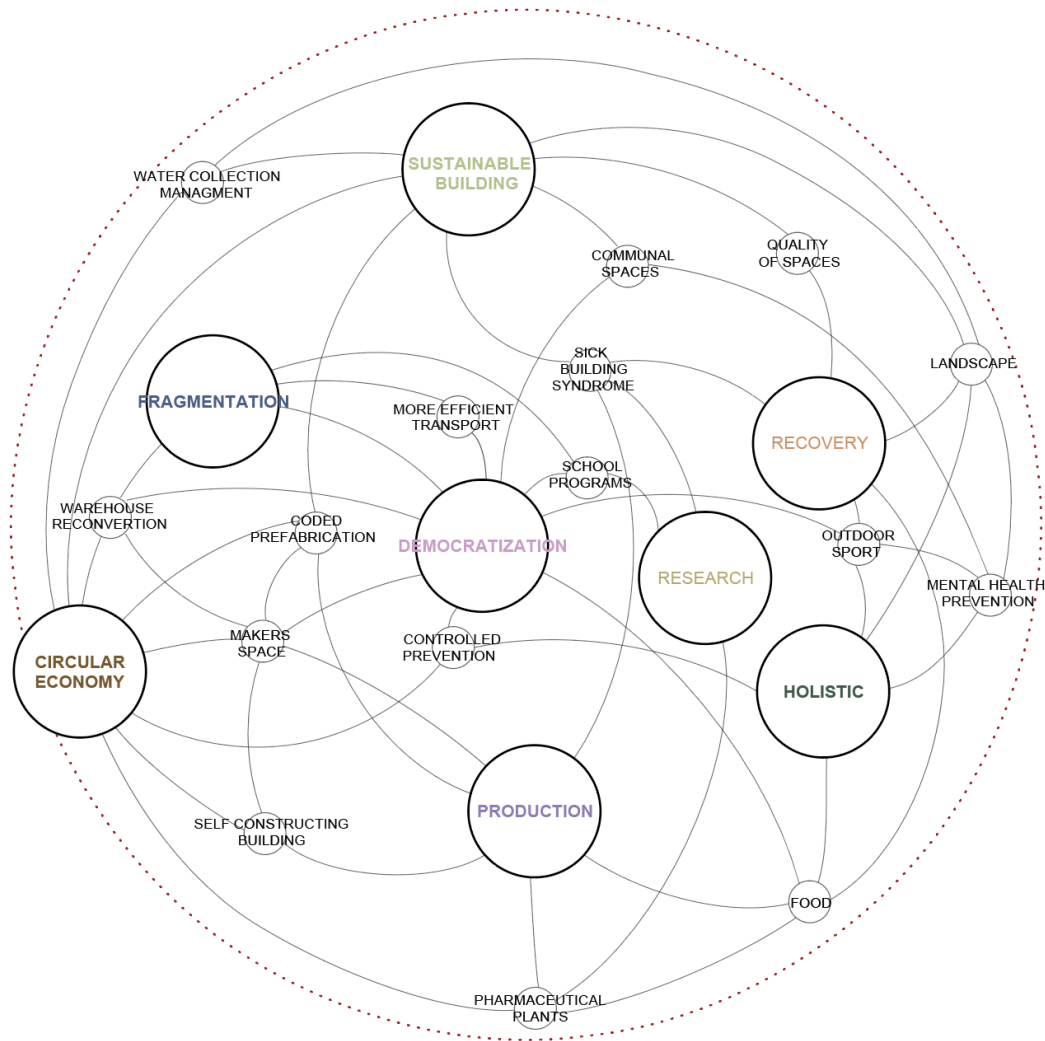 SUSTAINABLE
BUILDING
WATER COLLECTION
MANAGMENT
COMMUNAL
SPACES
QUALITY
OF SPACES
LANDSCAPE
SICK
BUILDING
SYNDROME
FRAGMENTATION
MORE EFFICIENT
TRANSPORT
RECOVERY
SCHOOL
PROGRAMS
WAREHOUSE
RECONVERTION
CODED
PREFABRICATION
DEMOCRATIZATION
OUTDOOR
SPORT
RESEARCH
MENTAL HEALTH
PREVENTION
MAKERS
SPACE
CONTROLLED
PREVENTION
CIRCULAR
ECONOMY
HOLISTIC
PRODUCTION
SELF CONSTRUCTING
BUILDING
FOOD
PHARMACEUTICAL
PLANTS